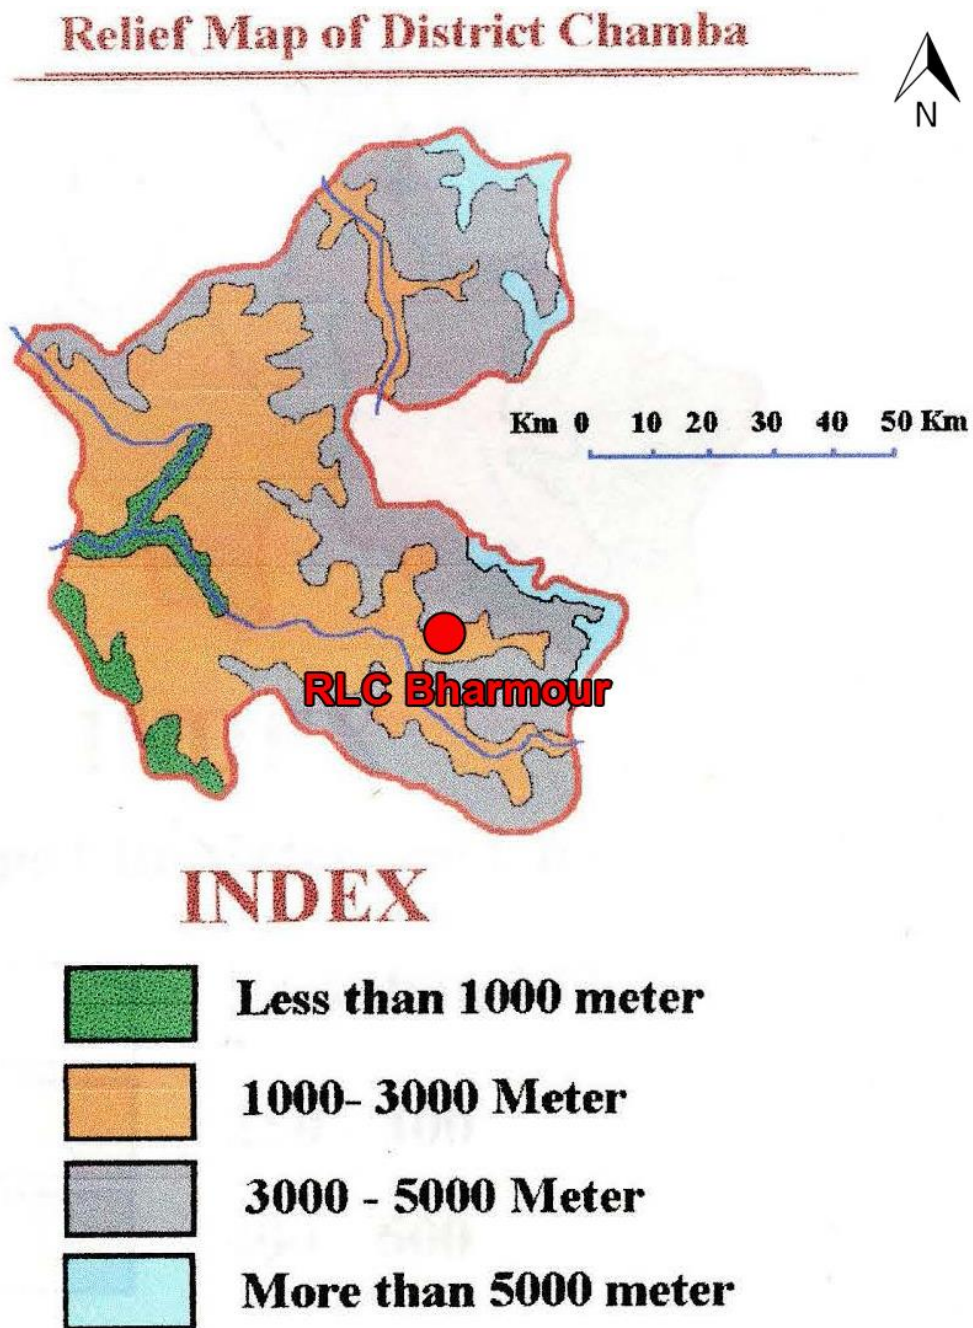 Relief Map of District Chamba
N
Km 0 10 20 30 40 50 Km
RLC Bharmour
INDEX
Less than 1000 meter
1000- 3000 Meter
3000 - 5000 Meter
More than 5000 meter